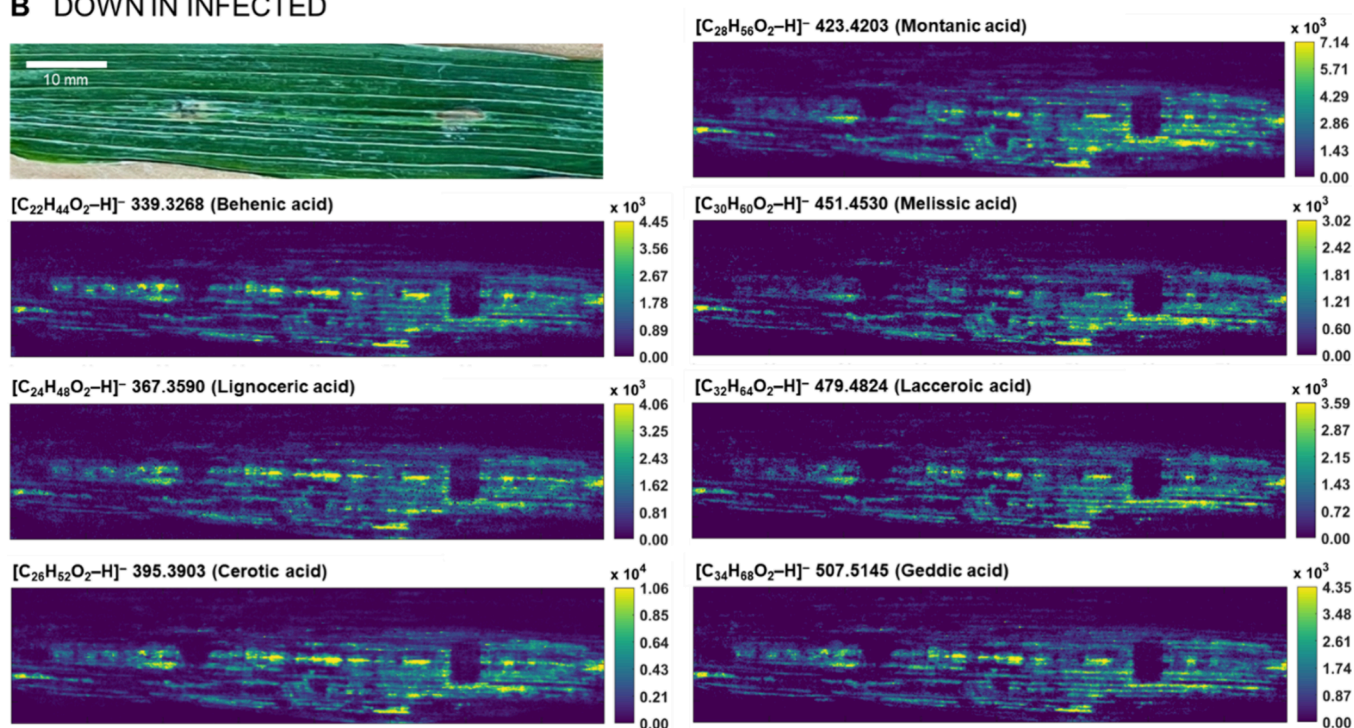 B DOWN IN INFECTED
10 mm
[C₂₂H₄₄O₂–H]⁻ 339.3268 (Behenic acid)
x 10³
4.45
3.56
2.67
1.78
0.89
0.00
[C₂₄H₄₈O₂–H]⁻ 367.3590 (Lignoceric acid)
x 10³
4.06
3.25
2.43
1.62
0.81
0.00
[C₂₆H₅₂O₂–H]⁻ 395.3903 (Cerotic acid)
x 10⁴
1.06
0.85
0.64
0.43
0.21
0.00
[C₂₈H₅₆O₂–H]⁻ 423.4203 (Montanic acid)
x 10³
7.14
5.71
4.29
2.86
1.43
0.00
[C₃₀H₆₀O₂–H]⁻ 451.4530 (Melissic acid)
x 10³
3.02
2.42
1.81
1.21
0.60
0.00
[C₃₂H₆₄O₂–H]⁻ 479.4824 (Lacceroic acid)
x 10³
3.59
2.87
2.15
1.43
0.72
0.00
[C₃₄H₆₈O₂–H]⁻ 507.5145 (Geddic acid)
x 10³
4.35
3.48
2.61
1.74
0.87
0.00